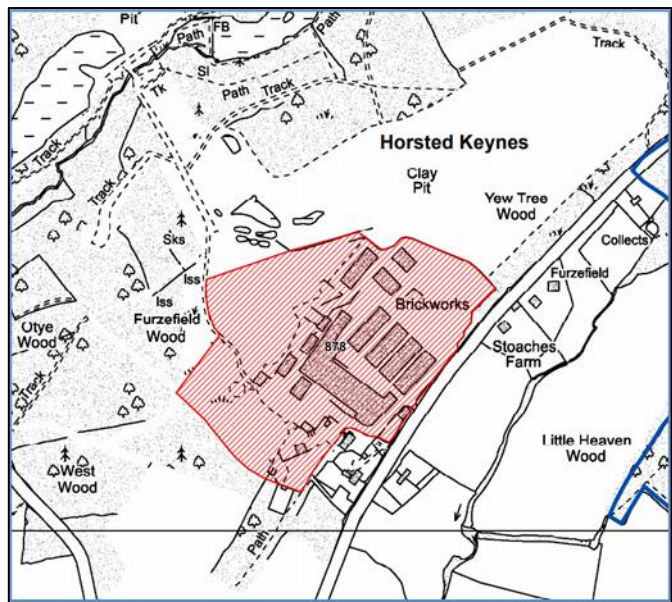 Pit
Path
FB
Path
Track
Sl
Tk
Path
Track
Track
Horsted Keynes
Clay
Pit
Track
Yew Tree
Wood
Sks
Collects
Iss
Furzefield
Iss
Brickworks
Furzefield
Wood
Otye
Wood
878
Stoaches
Farm
Little Heaven
Wood
West
Wood
Path